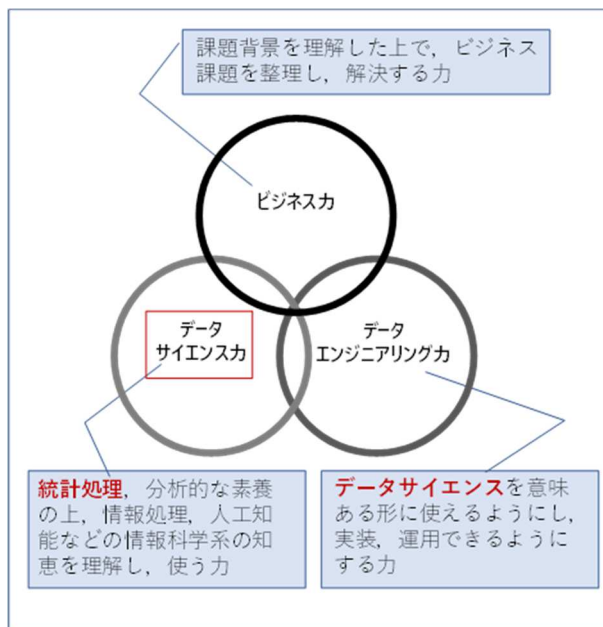 課題背景を理解した上で，ビジネス
課題を整理し，解決する力
ビジネス力
データ
サイエンス力
データ
エンジニアリング力
統計処理，分析的な素養
の上，情報処理，人工知
能などの情報科学系の知
恵を理解し，使う力
データサイエンスを意味
ある形に使えるようにし，
実装，運用できるように
する力